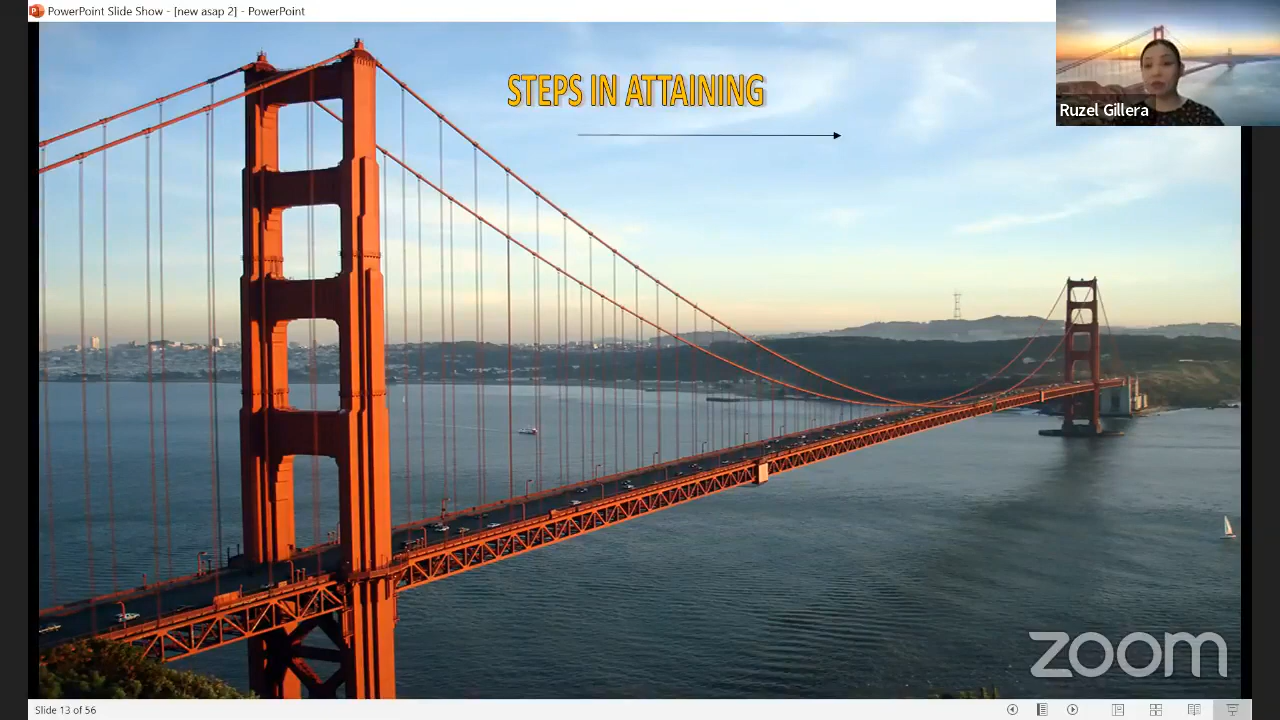 PowerPoint Slide Show - [new asap 2] - PowerPoint
STEPS IN ATTAINING
Ruzel Gillera
zoom
Slide 13 of 56